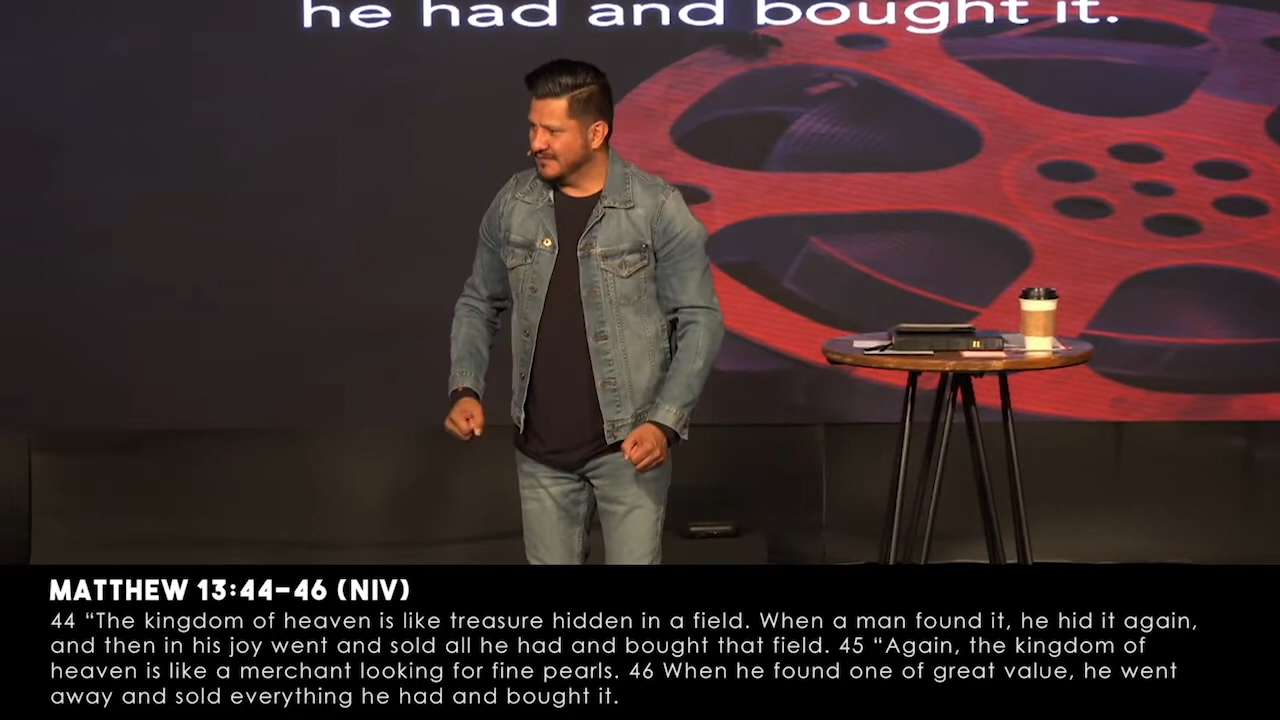 he had and bought it.
MATTHEW 13:44-46 (NIV)
44 “The kingdom of heaven is like treasure hidden in a field. When a man found it, he hid it again,
and then in his joy went and sold all he had and bought that field. 45 “Again, the kingdom of
heaven is like a merchant looking for fine pearls. 46 When he found one of great value, he went
away and sold everything he had and bought it.